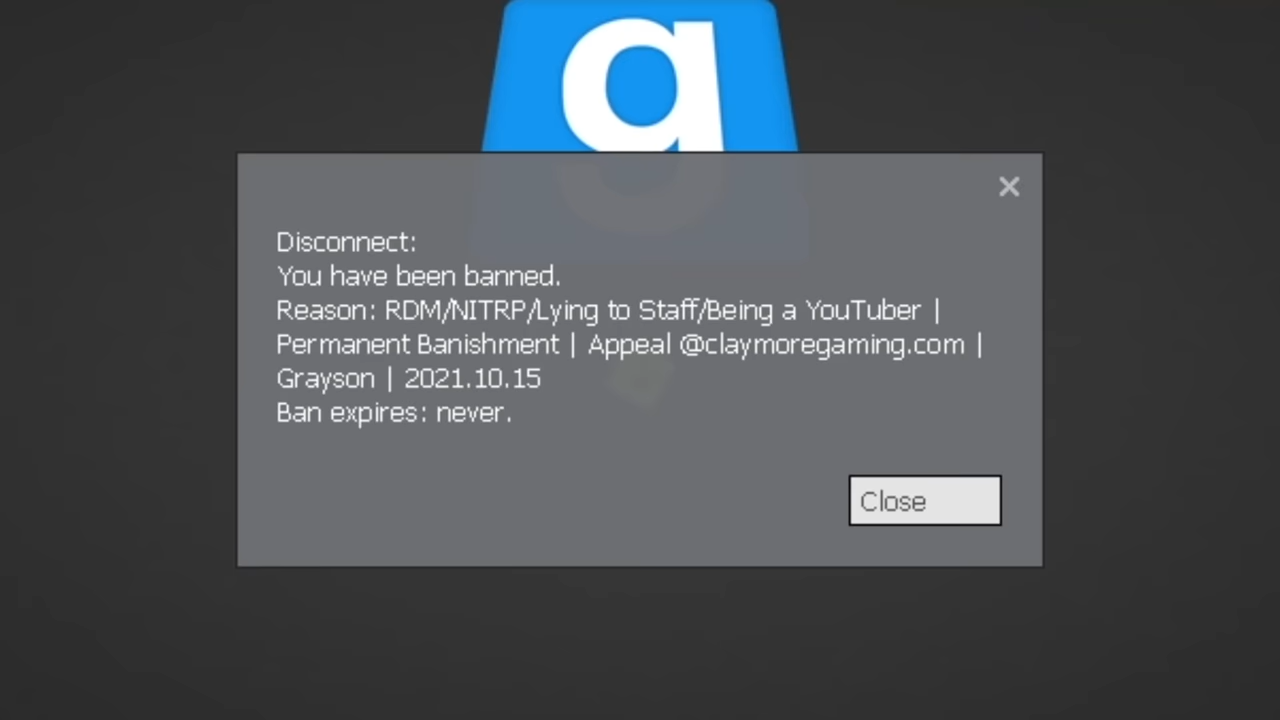 g
Disconnect:
You have been banned.
Reason: RDM/NITRP/Lying to Staff/Being a YouTuber |
Permanent Banishment | Appeal @claymoregaming.com |
Grayson | 2021.10.15
Ban expires: never.
Close